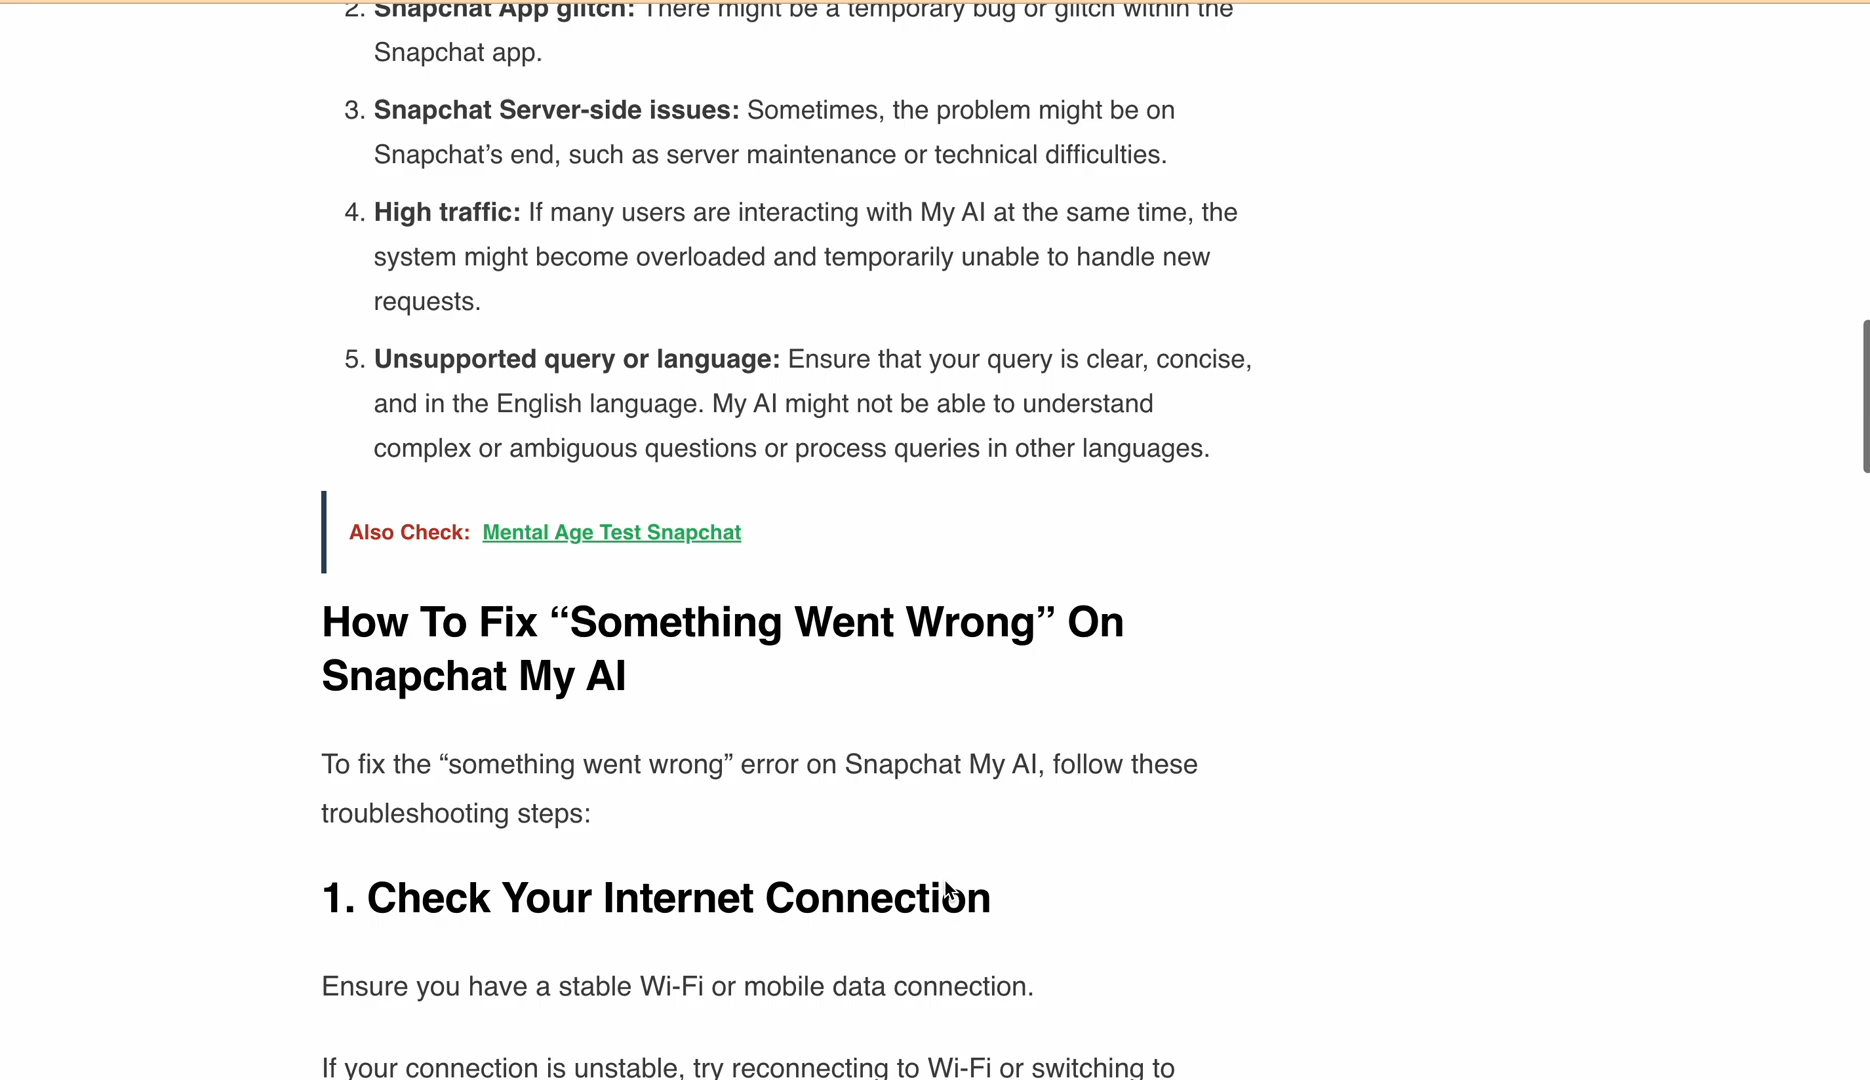 2. Snapchat App glitch: There might be a temporary bug or glitch within the
Snapchat app.
3. Snapchat Server-side issues: Sometimes, the problem might be on
Snapchat’s end, such as server maintenance or technical difficulties.
4. High traffic: If many users are interacting with My AI at the same time, the
system might become overloaded and temporarily unable to handle new
requests.
5. Unsupported query or language: Ensure that your query is clear, concise,
and in the English language. My AI might not be able to understand
complex or ambiguous questions or process queries in other languages.
Also Check: Mental Age Test Snapchat
How To Fix “Something Went Wrong” On
Snapchat My AI
To fix the “something went wrong” error on Snapchat My AI, follow these
troubleshooting steps:
1. Check Your Internet Connection
Ensure you have a stable Wi-Fi or mobile data connection.
If your connection is unstable, try reconnecting to Wi-Fi or switching to